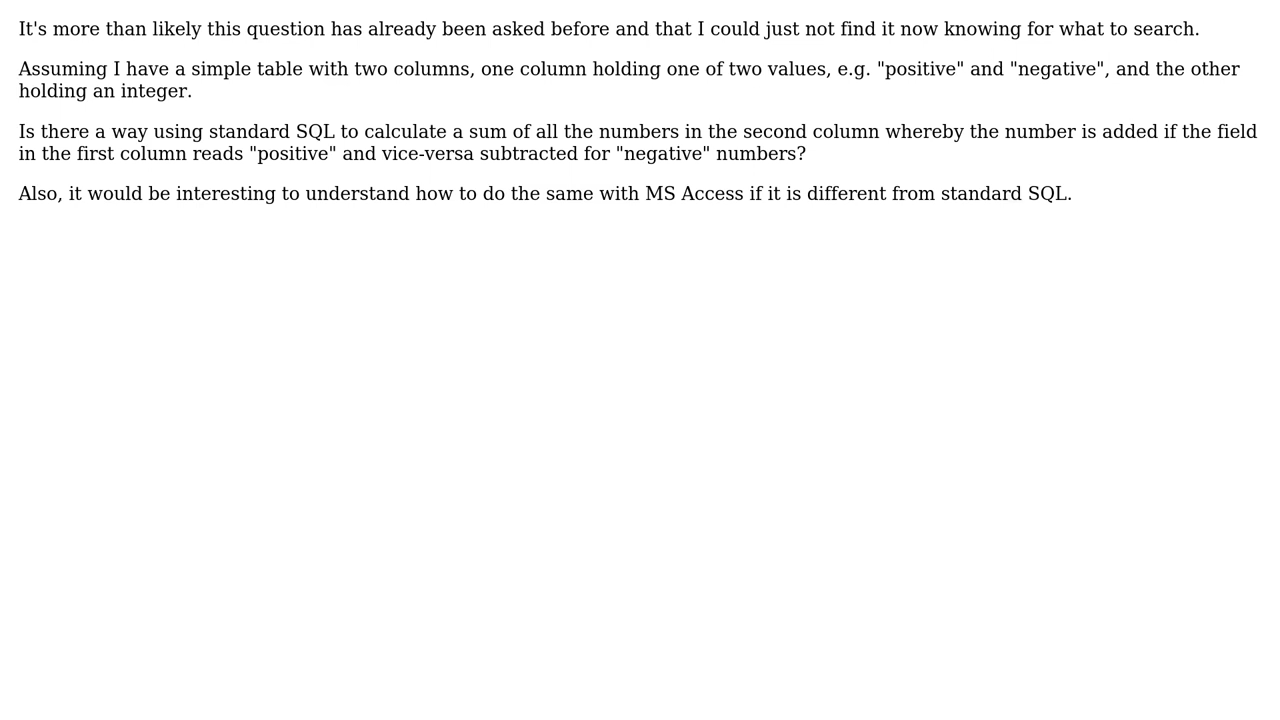 It's more than likely this question has already been asked before and that I could just not find it now knowing for what to search.
Assuming I have a simple table with two columns, one column holding one of two values, e.g. "positive" and "negative", and the other
holding an integer.
Is there a way using standard SQL to calculate a sum of all the numbers in the second column whereby the number is added if the field
in the first column reads "positive" and vice-versa subtracted for "negative" numbers?
Also, it would be interesting to understand how to do the same with MS Access if it is different from standard SQL.